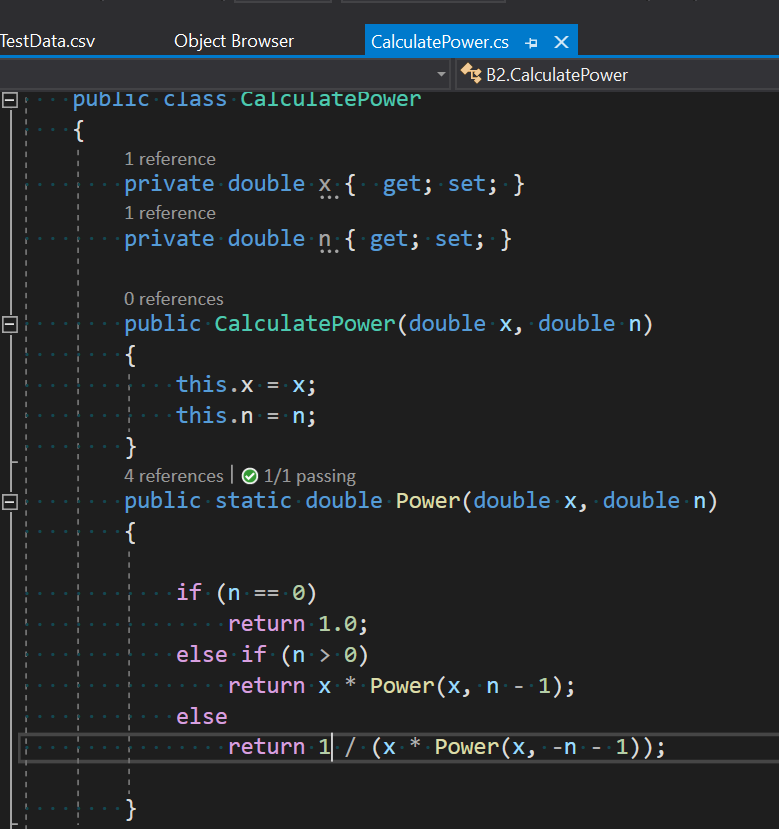 TestData.csv Object Browser CalculatePower.cs
B2.CalculatePower
public class CalculatePower
{
1 reference
private double x { get; set; }
1 reference
private double n { get; set; }
0 references
public CalculatePower(double x, double n)
{
this.x = x;
this.n = n;
}
4 references | 1/1 passing
public static double Power(double x, double n)
{
if (n == 0)
return 1.0;
else if (n > 0)
return x * Power(x, n - 1);
else
return 1 / (x * Power(x, -n - 1));
}